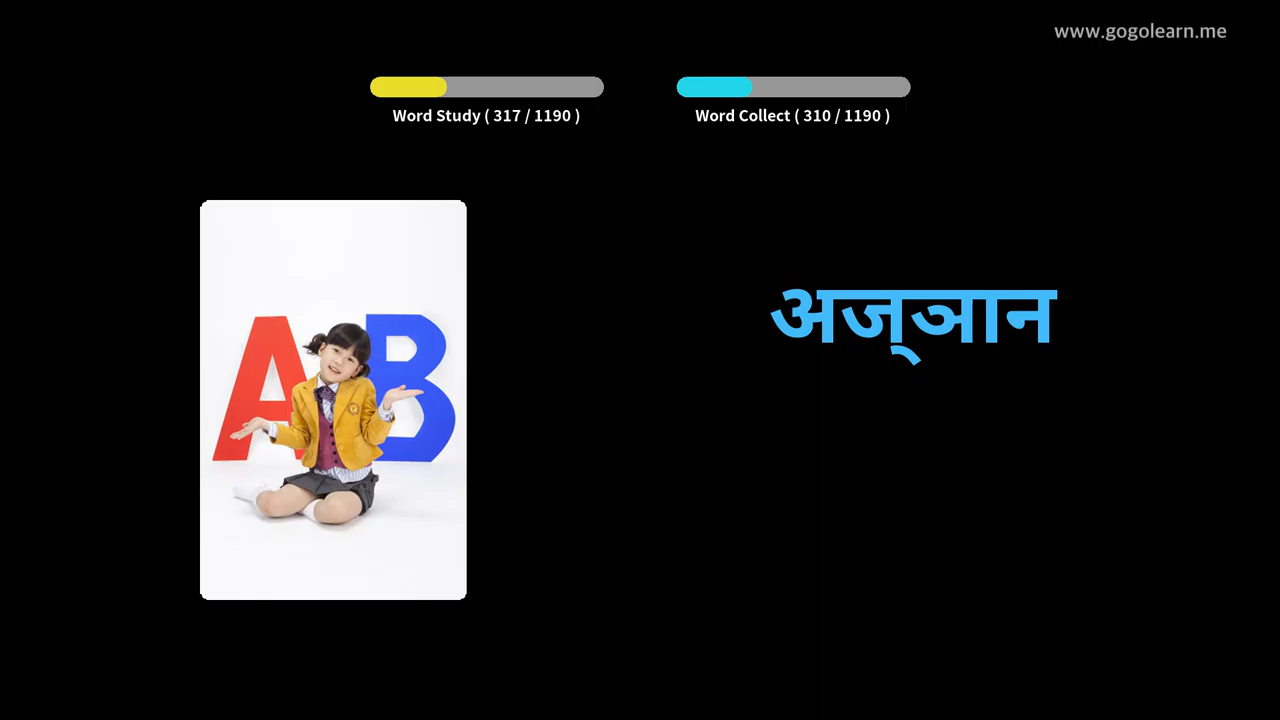 www.gogolearn.me
Word Study ( 317 / 1190 )
Word Collect ( 310 / 1190 )
A B
अज्‌ञान